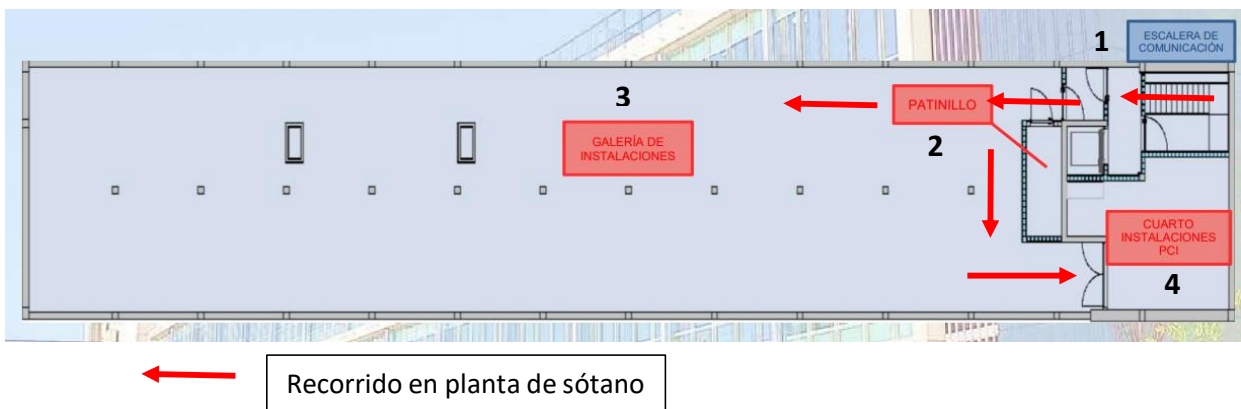 1
ESCALERA DE
COMUNICACIÓN
3
PATINILLO
GALERÍA DE
INSTALACIONES
2
CUARTO
INSTALACIONES
PCI
4
Recorrido en planta de sótano